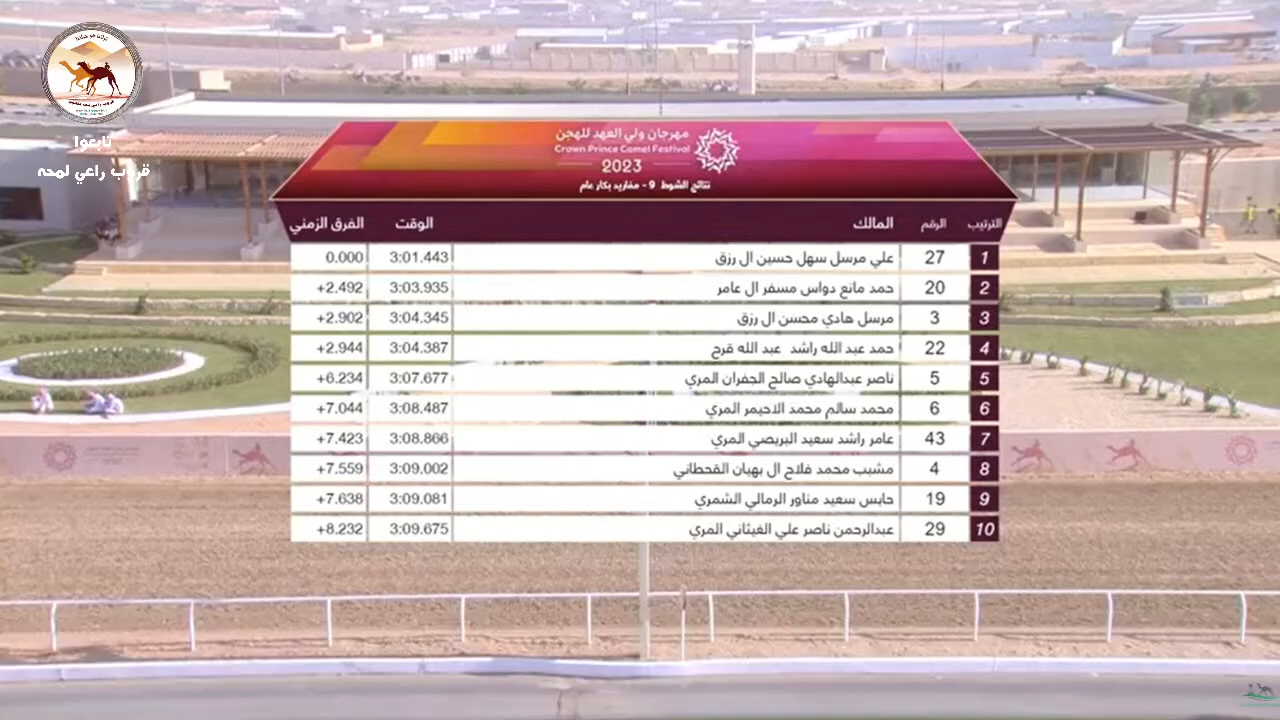 تابعوا
قروب راعي لمحه
مهرجان ولي العهد للهجن
Crown Prince Camel Festival
2023
نتائج الشوط 9 - مفاريد بكار عام
الترتيب الرقم المالك الوقت الفرق الزمني
1 27 علي مرسل سهل حسين ال رزق 3:01.443 0.000
2 20 حمد مانع دواس مسفر ال عامر 3:03.935 +2.492
3 3 مرسل هادي محسن ال رزق 3:04.345 +2.902
4 22 حمد عبد الله راشد عبد الله قرح 3:04.387 +2.944
5 5 ناصر عبدالهادي صالح الجفران المري 3:07.677 +6.234
6 6 محمد سالم محمد الاحيمر المري 3:08.487 +7.044
7 43 عامر راشد سعيد البريصي المري 3:08.866 +7.423
8 4 مشبب محمد فلاح ال بهيان القحطاني 3:09.002 +7.559
9 19 حابس سعيد مناور الرمالي الشمري 3:09.081 +7.638
10 29 عبدالرحمن ناصر علي الغيثاني المري 3:09.675 +8.232